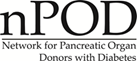 nPOD
Network for Pancreatic Organ
Donors with Diabetes